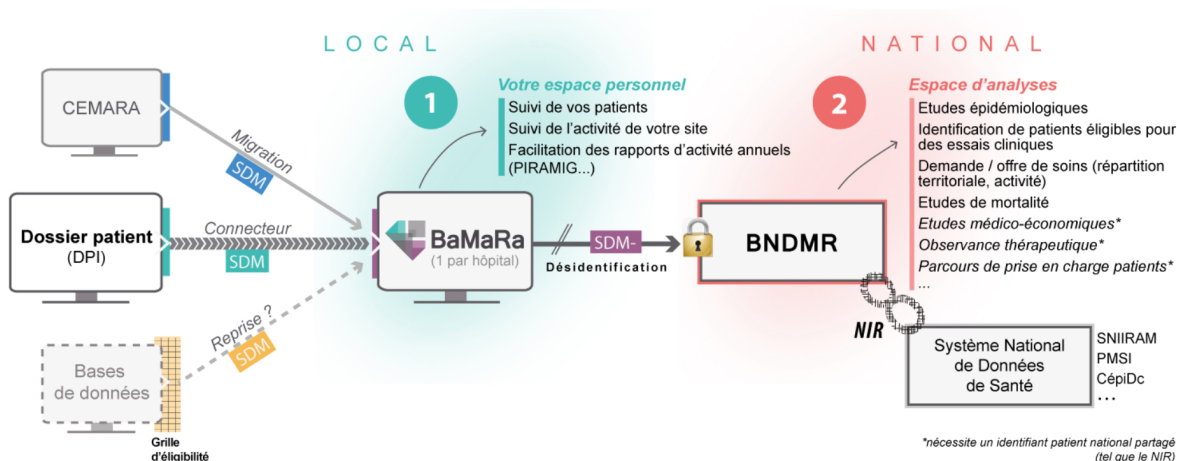 LOCAL
NATIONAL
CEMARA
Migration
SDM
Dossier patient
(DPI)
Connecteur
SDM
Bases
de données
Reprise ?
SDM
Grille
d'éligibilité
1
Votre espace personnel
Suivi de vos patients
Suivi de l'activité de votre site
Facilitation des rapports d'activité annuels
(PIRAMIG...)
BaMaRa
(1 par hôpital)
SDM-
Désidentification
2
Espace d'analyses
Etudes épidémiologiques
Identification de patients éligibles pour
des essais cliniques
Demande / offre de soins (répartition
territoriale, activité)
Etudes de mortalité
Etudes médico-économiques*
Observance thérapeutique*
Parcours de prise en charge patients*
...
BNDMR
NIR
Système National
de Données
de Santé
SNIIRAM
PMSI
CépiDc
...
*nécessite un identifiant patient national partagé
(tel que le NIR)